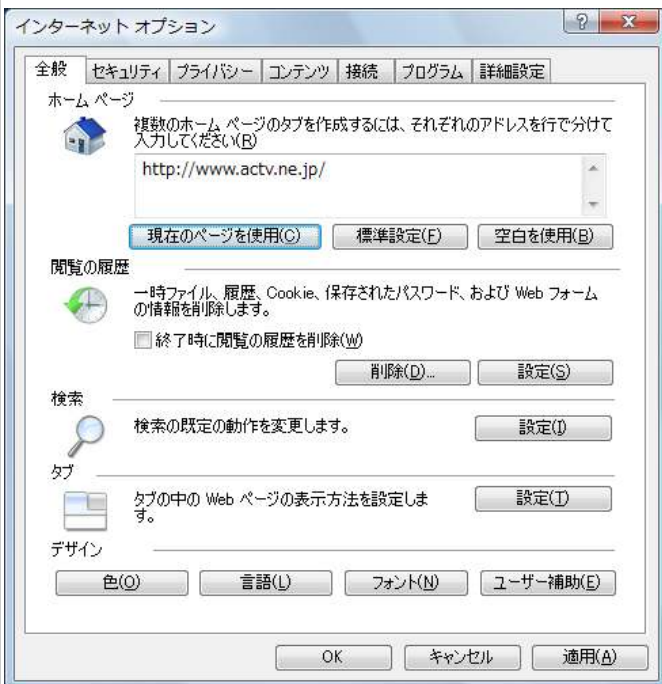 インターネット オプション
全般 セキュリティ プライバシー コンテンツ 接続 プログラム 詳細設定
ホーム ページ
複数のホーム ページのタブを作成するには、それぞれのアドレスを行で分けて
入力してください(R)
http://www.actv.ne.jp/
現在のページを使用(C) 標準設定(F) 空白を使用(B)
閲覧の履歴
一時ファイル、履歴、Cookie、保存されたパスワード、および Web フォーム
の情報を削除します。
終了時に閲覧の履歴を削除(W)
削除(D)... 設定(S)
検索
検索の既定の動作を変更します。
設定(I)
タブ
タブの中の Web ページの表示方法を設定しま
す。
設定(T)
デザイン
色(O) 言語(L) フォント(N) ユーザー補助(E)
OK キャンセル 適用(A)